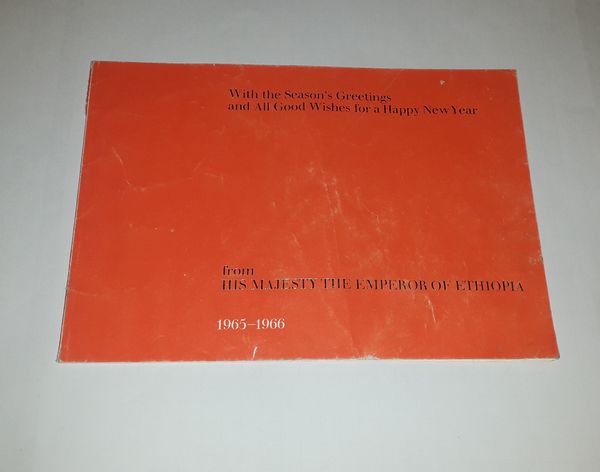 With the Season's Greetings
and All Good Wishes for a Happy New Year
from
HIS MAJESTY THE EMPEROR OF ETHIOPIA
1965–1966